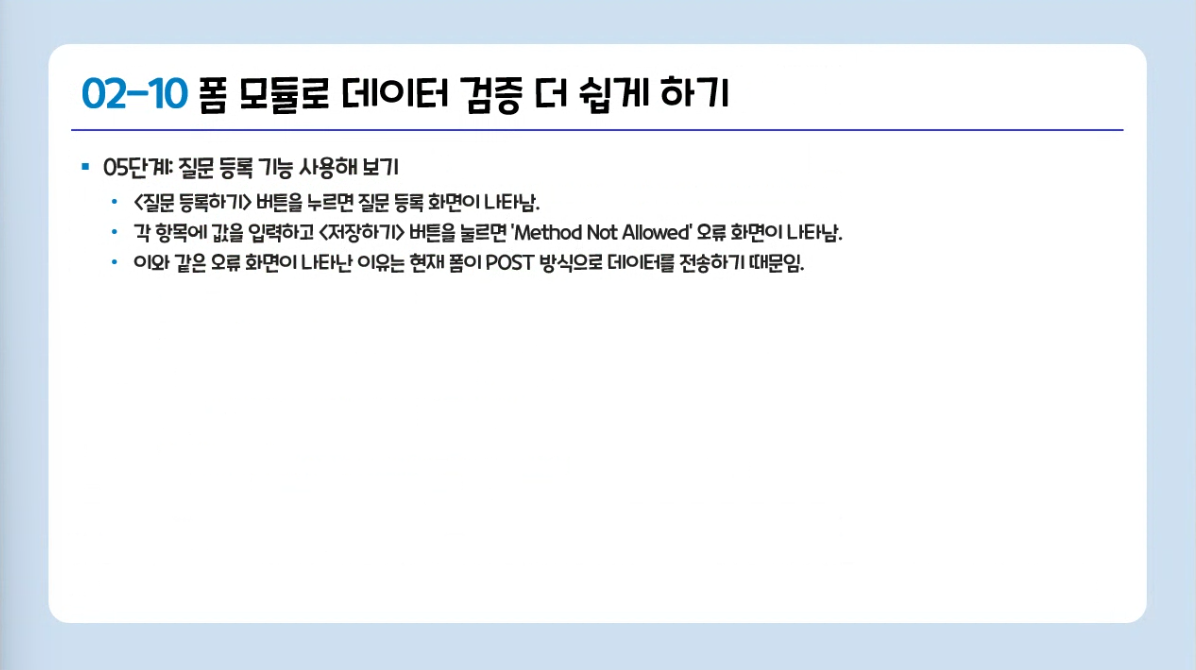 02-10 폼 모듈로 데이터 검증 더 쉽게 하기
05단계: 질문 등록 기능 사용해 보기
<질문 등록하기> 버튼을 누르면 질문 등록 화면이 나타남.
각 항목에 값을 입력하고 <저장하기> 버튼을 눌르면 'Method Not Allowed' 오류 화면이 나타남.
이와 같은 오류 화면이 나타난 이유는 현재 폼이 POST 방식으로 데이터를 전송하기 때문임.